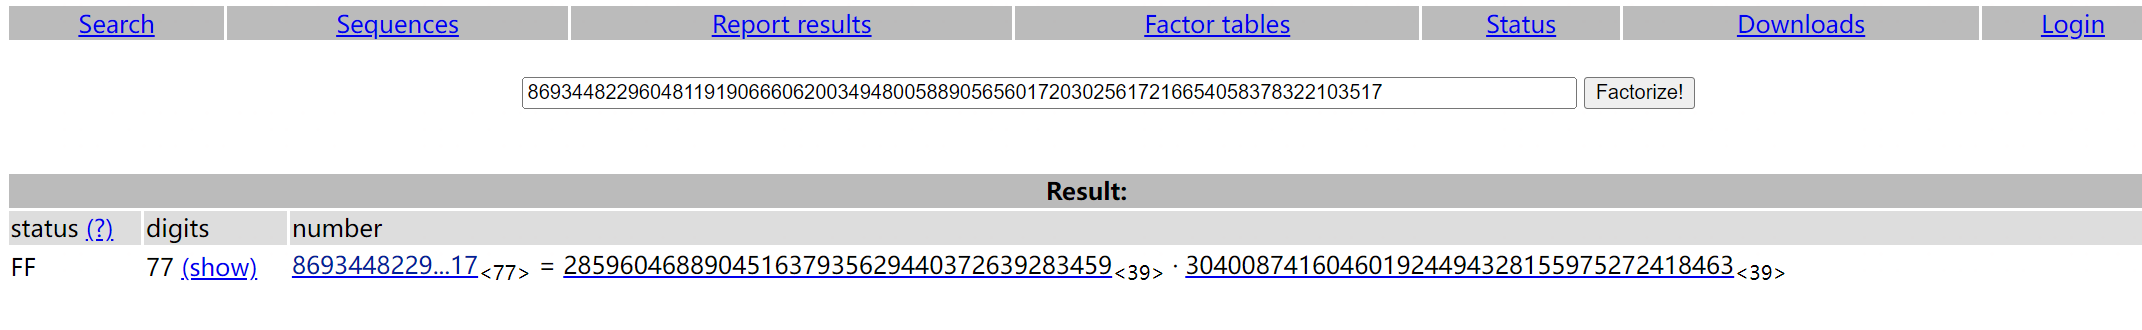 Search Sequences Report results Factor tables Status Downloads Login
86934482296048119190666062003494800588905656017203025617216654058378322103517 Factorize!
Result:
status (?) digits number
FF 77 (show) 8693448229...17<77> = 285960468890451637935629440372639283459<39> · 304008741604601924494328155975272418463<39>